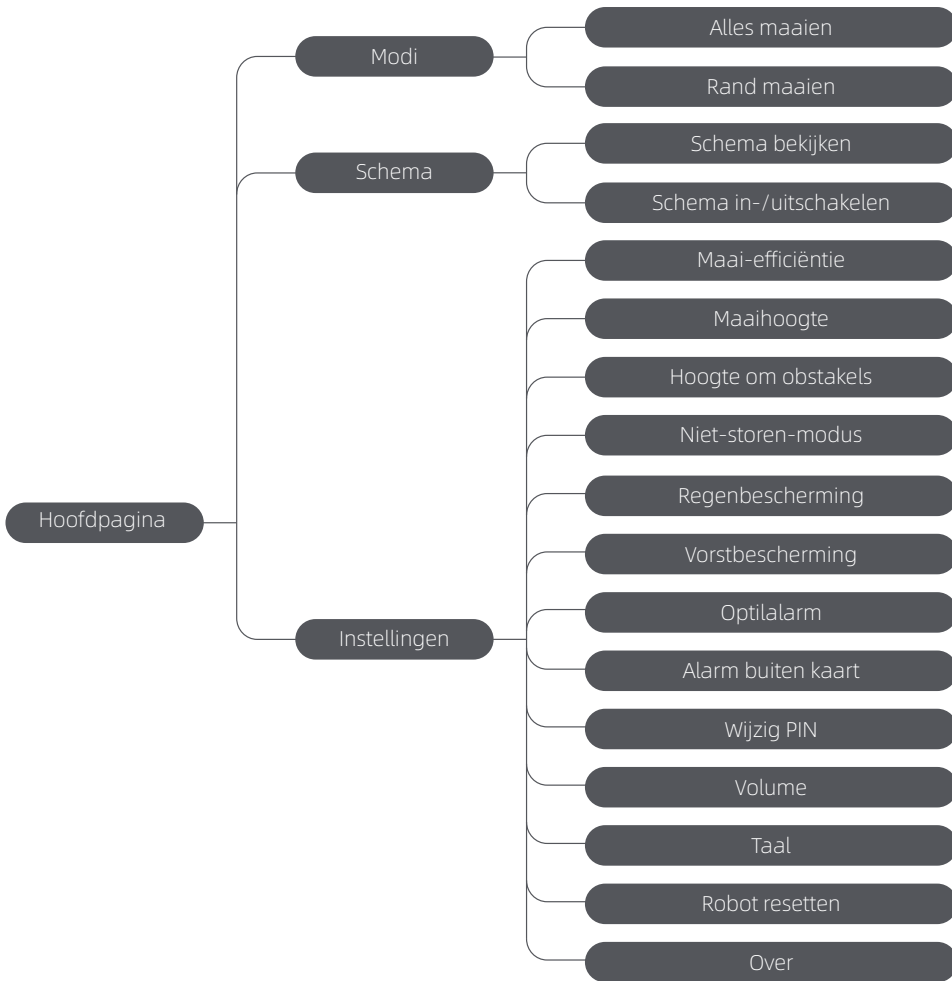 Hoofdpagina
Modi
Alles maaien
Rand maaien
Schema
Schema bekijken
Schema in-/uitschakelen
Instellingen
Maai-efficiëntie
Maaihoogte
Hoogte om obstakels
Niet-storen-modus
Regenbescherming
Vorstbescherming
Optilalarm
Alarm buiten kaart
Wijzig PIN
Volume
Taal
Robot resetten
Over